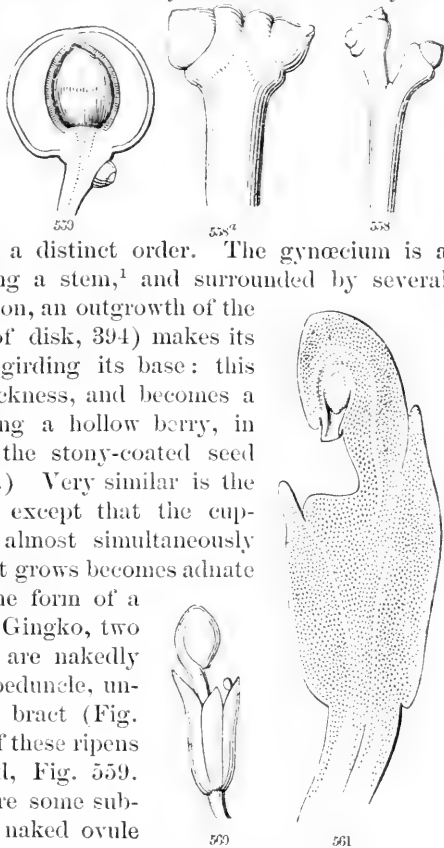 559
558a
558
a distinct order. The gynœcium is a
ng a stem,¹ and surrounded by several
on, an outgrowth of the
of disk, 394) makes its
girding its base: this
ckness, and becomes a
ng a hollow berry, in
the stony-coated seed
.) Very similar is the
except that the cup-
almost simultaneously
t grows becomes adnate
ne form of a
Gingko, two
are nakedly
peduncle, un-
bract (Fig.
f these ripens
l, Fig. 559.
re some sub-
naked ovule
560
561